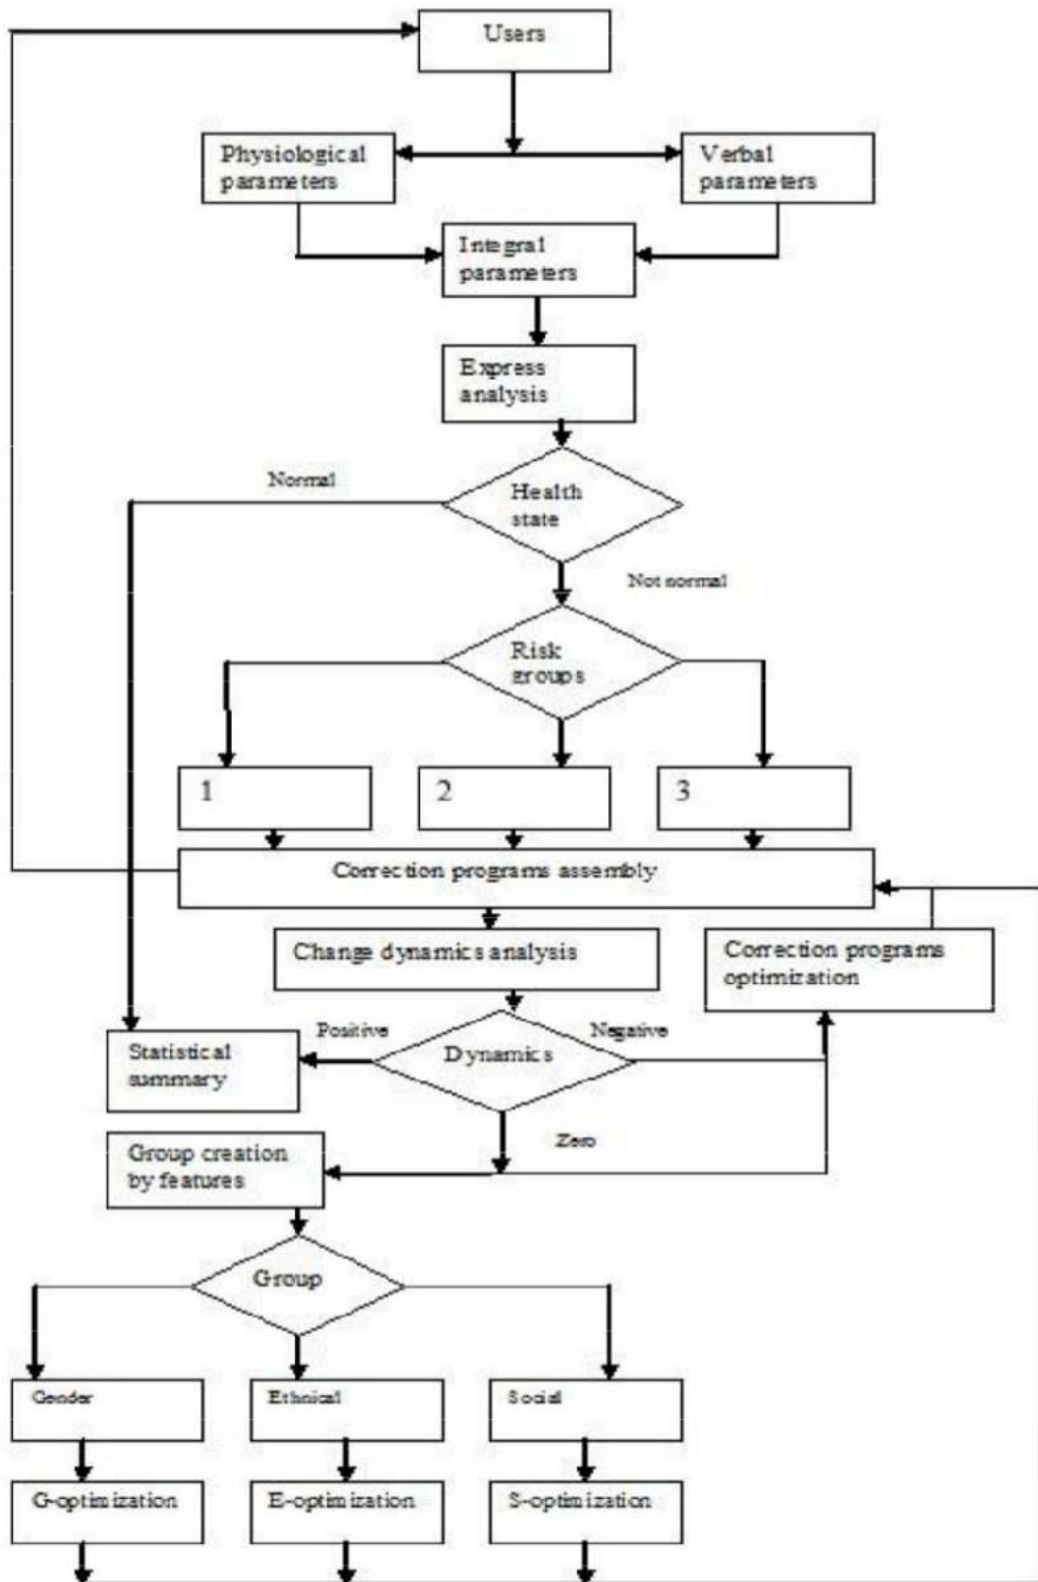 Users
Physiological
parameters
Verbal
parameters
Integral
parameters
Express
analysis
Normal
Health
state
Not normal
Risk
groups
1
2
3
Correction programs assembly
Change dynamics analysis
Correction programs
optimization
Positive
Negative
Dynamics
Statistical
summary
Zero
Group creation
by features
Group
Gender
Ethnical
Social
G-optimization
E-optimization
S-optimization